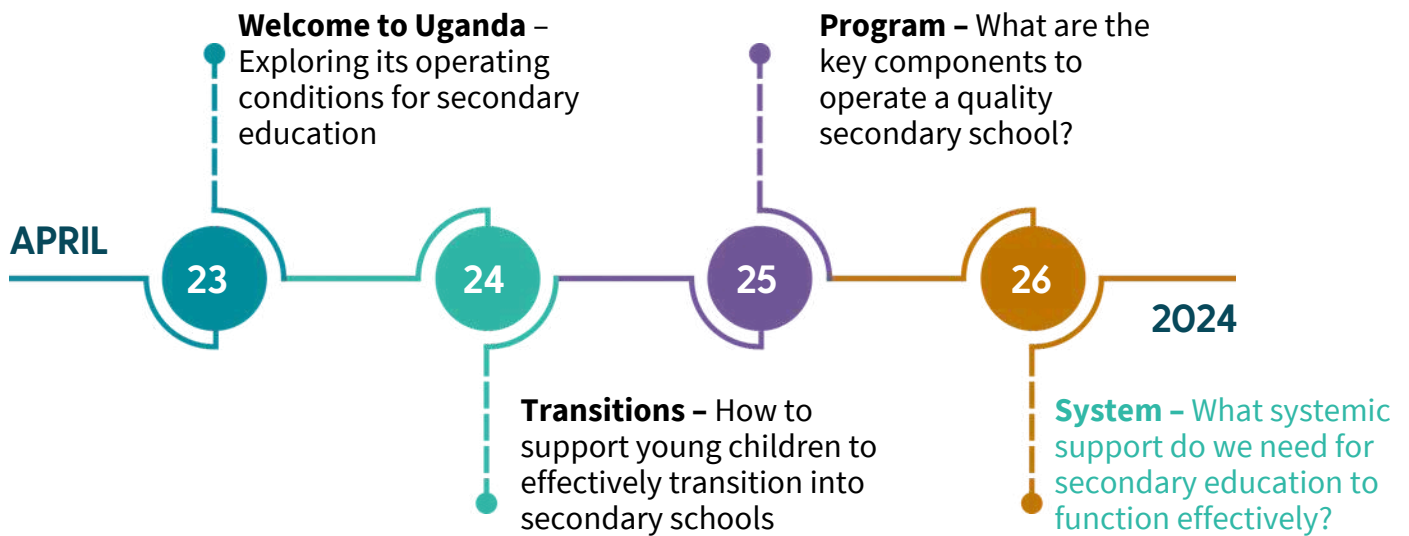 Welcome to Uganda –
Exploring its operating
conditions for secondary
education
Program – What are the
key components to
operate a quality
secondary school?
APRIL
23
24
25
26
2024
Transitions – How to
support young children to
effectively transition into
secondary schools
System – What systemic
support do we need for
secondary education to
function effectively?